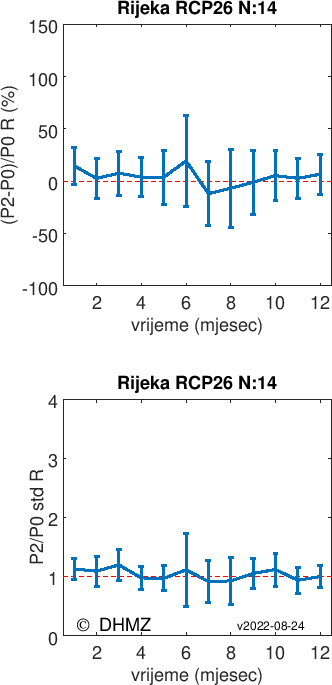 Rijeka RCP26 N:14
150
100
50
0
-50
-100
(P2-P0)/P0 R (%)
2 4 6 8 10 12
vrijeme (mjesec)
Rijeka RCP26 N:14
4
3
2
1
0
P2/P0 std R
© DHMZ v2022-08-24
2 4 6 8 10 12
vrijeme (mjesec)